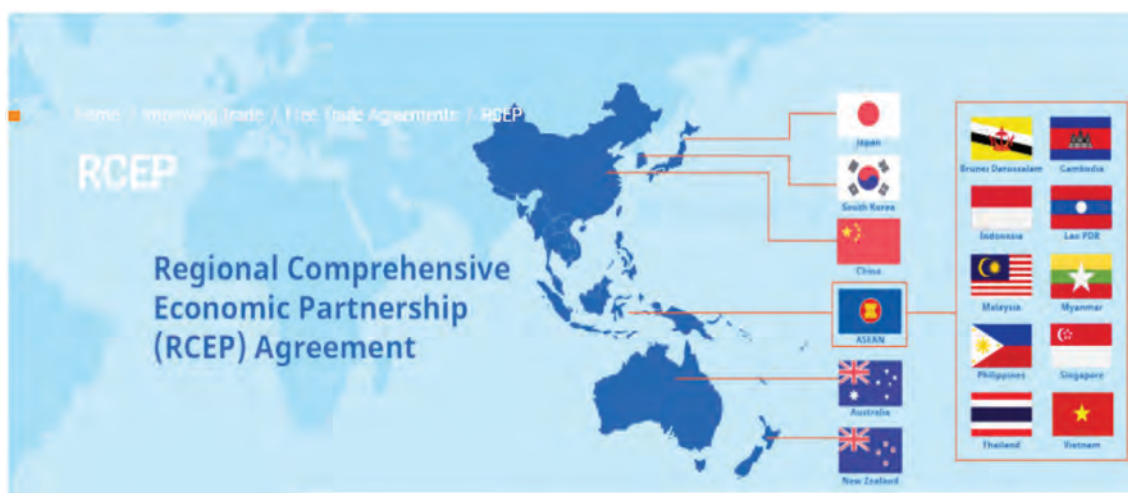 Home / Improving Trade / Free Trade Agreements / RCEP
RCEP
Regional Comprehensive
Economic Partnership
(RCEP) Agreement
Japan
South Korea
China
ASEAN
Australia
New Zealand
Brunei Darussalam
Cambodia
Indonesia
Lao PDR
Malaysia
Myanmar
Philippines
Singapore
Thailand
Vietnam